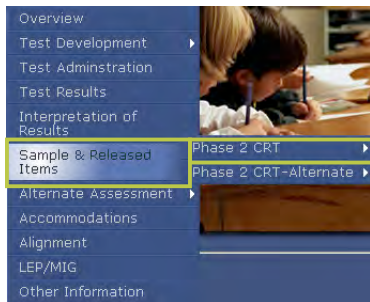 Overview
Test Development
Test Adminstration
Test Results
Interpretation of
Results
Sample & Released
Items
Phase 2 CRT
Phase 2 CRT-Alternate
Alternate Assessment
Accommodations
Alignment
LEP/MIG
Other Information